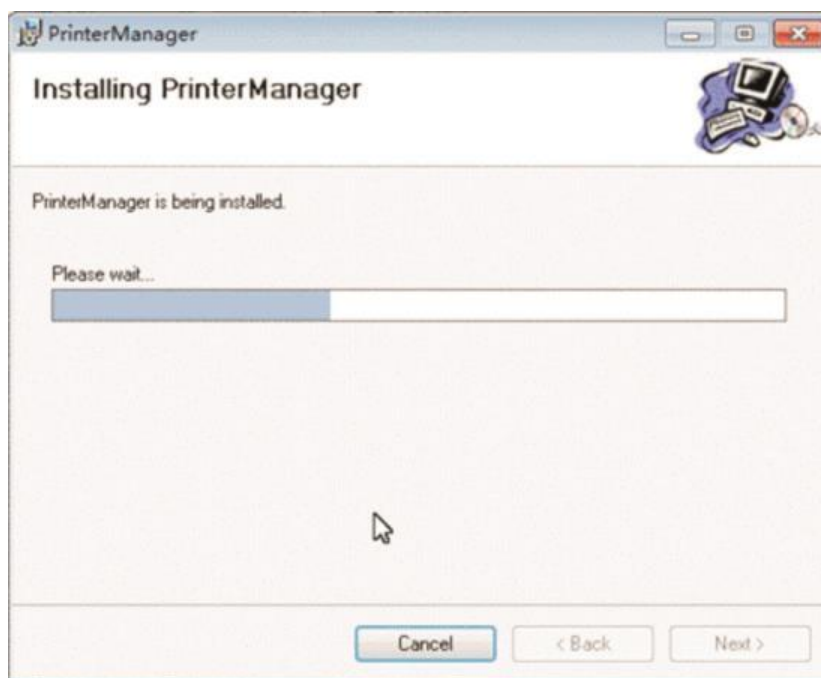 PrinterManager
Installing PrinterManager
PrinterManager is being installed.
Please wait...
Cancel
< Back
Next >